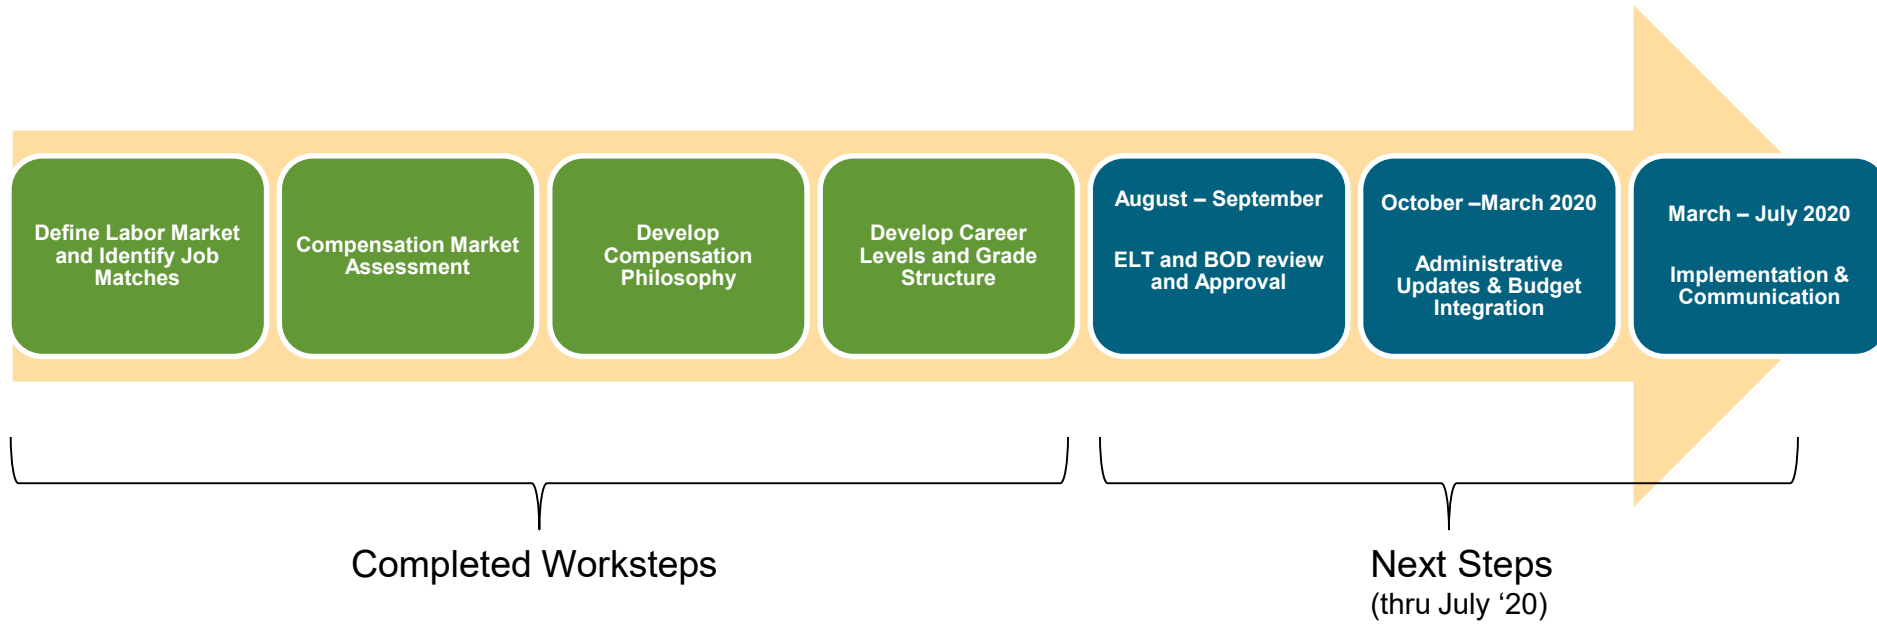 Define Labor Market
and Identify Job
Matches
Compensation Market
Assessment
Develop
Compensation
Philosophy
Develop Career
Levels and Grade
Structure
August – September
ELT and BOD review
and Approval
October –March 2020
Administrative
Updates & Budget
Integration
March – July 2020
Implementation &
Communication
Completed Worksteps
Next Steps
(thru July ‘20)